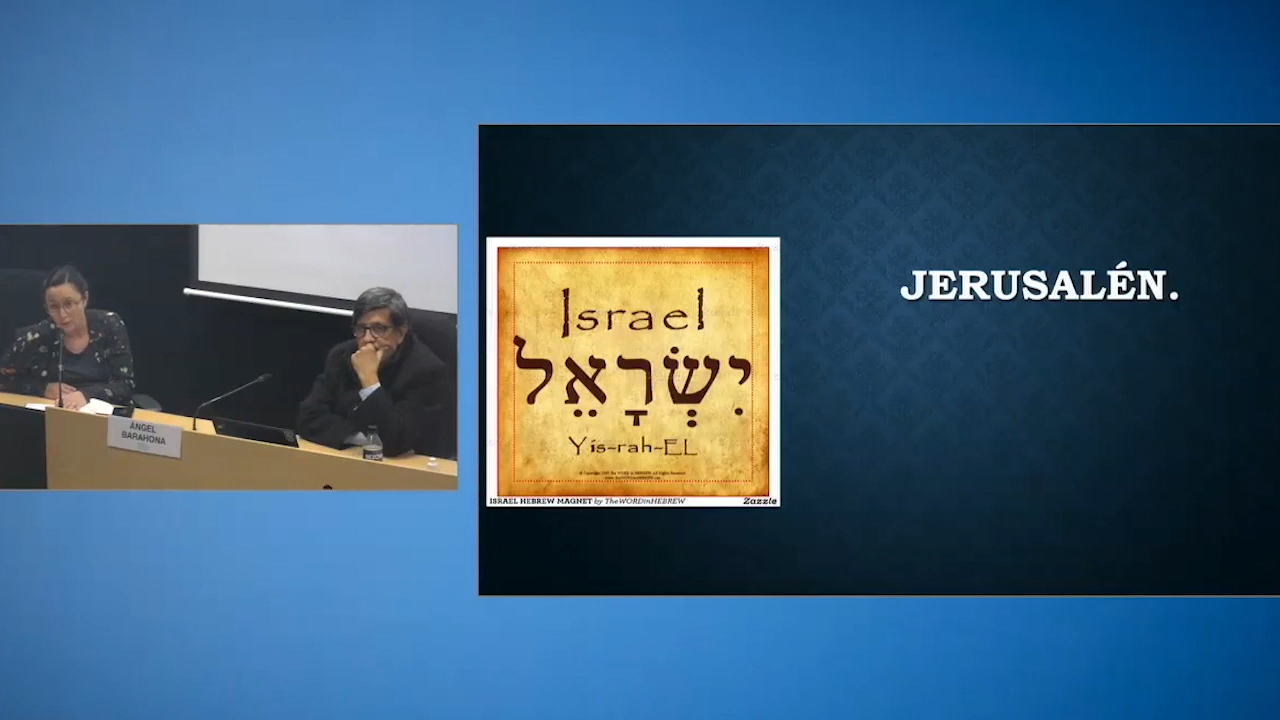 ÁNGEL
BARAHONA
Israel
יִשְׂרָאֵל
Yis-rah-EL
ISRAEL HEBREW MAGNET by TheWORDinHEBREW
Zazzle
JERUSALÉN.